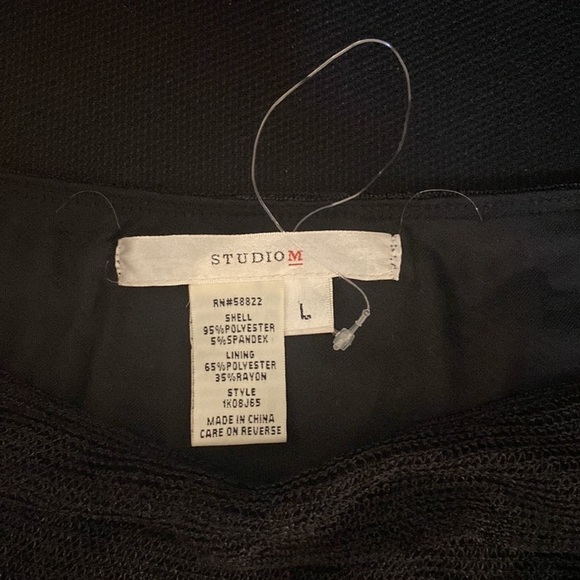 STUDIOM
L
RN#58822
SHELL
95%POLYESTER
5%SPANDEX
LINING
65%POLYESTER
35%RAYON
STYLE
1K08J65
MADE IN CHINA
CARE ON REVERSE